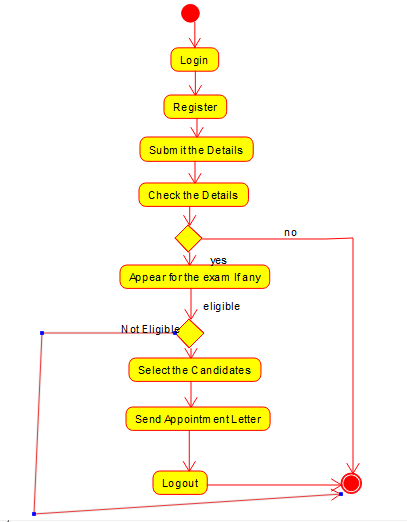 Login
Register
Submit the Details
Check the Details
no
yes
Appear for the exam If any
eligible
Not Eligible
Select the Candidates
Send Appointment Letter
Logout